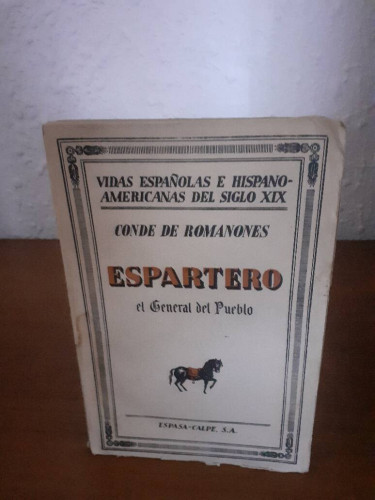 VIDAS ESPAÑOLAS E HISPANO-
AMERICANAS DEL SIGLO XIX
CONDE DE ROMANONES
ESPARTERO
el General del Pueblo
ESPASA-CALPE, S.A.